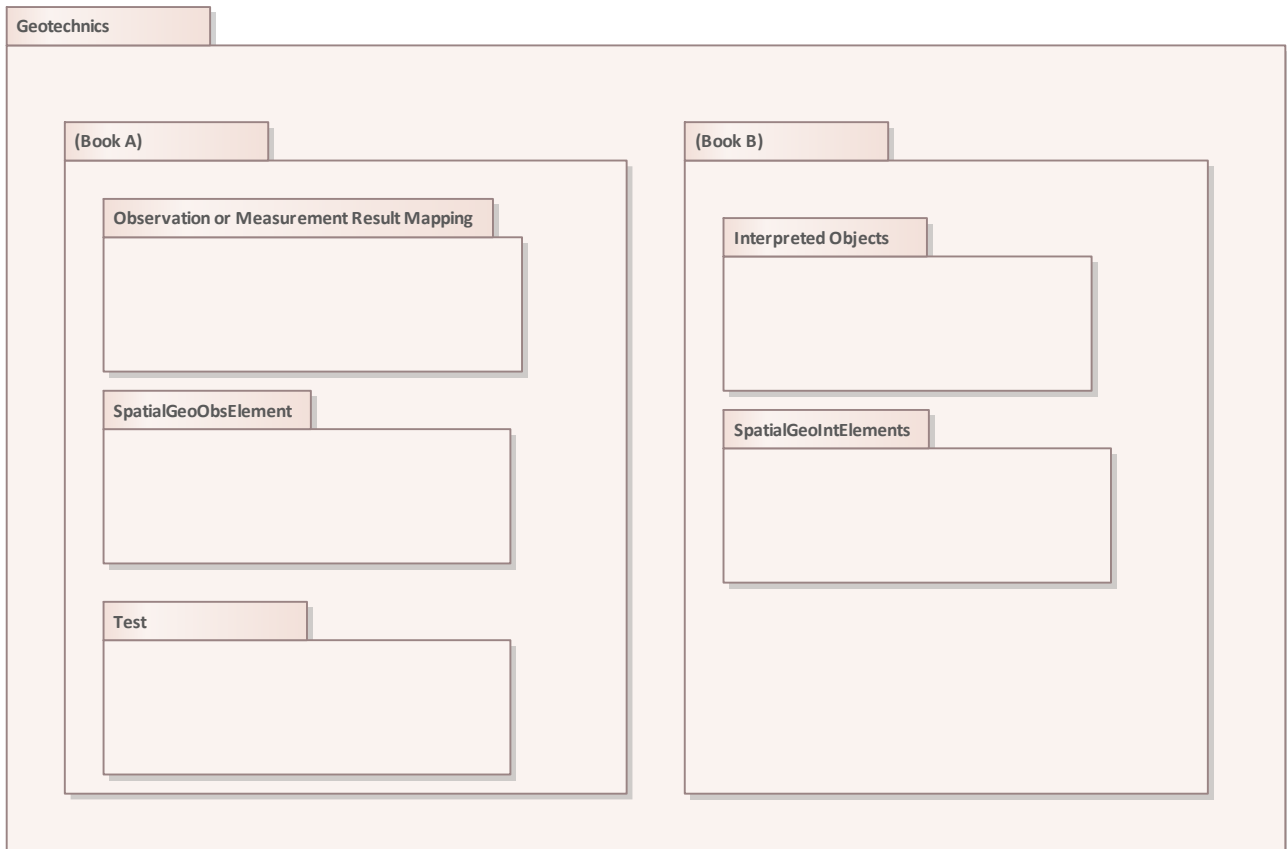 Geotechnics
(Book A)
Observation or Measurement Result Mapping
SpatialGeoObsElement
Test
(Book B)
Interpreted Objects
SpatialGeoIntElements